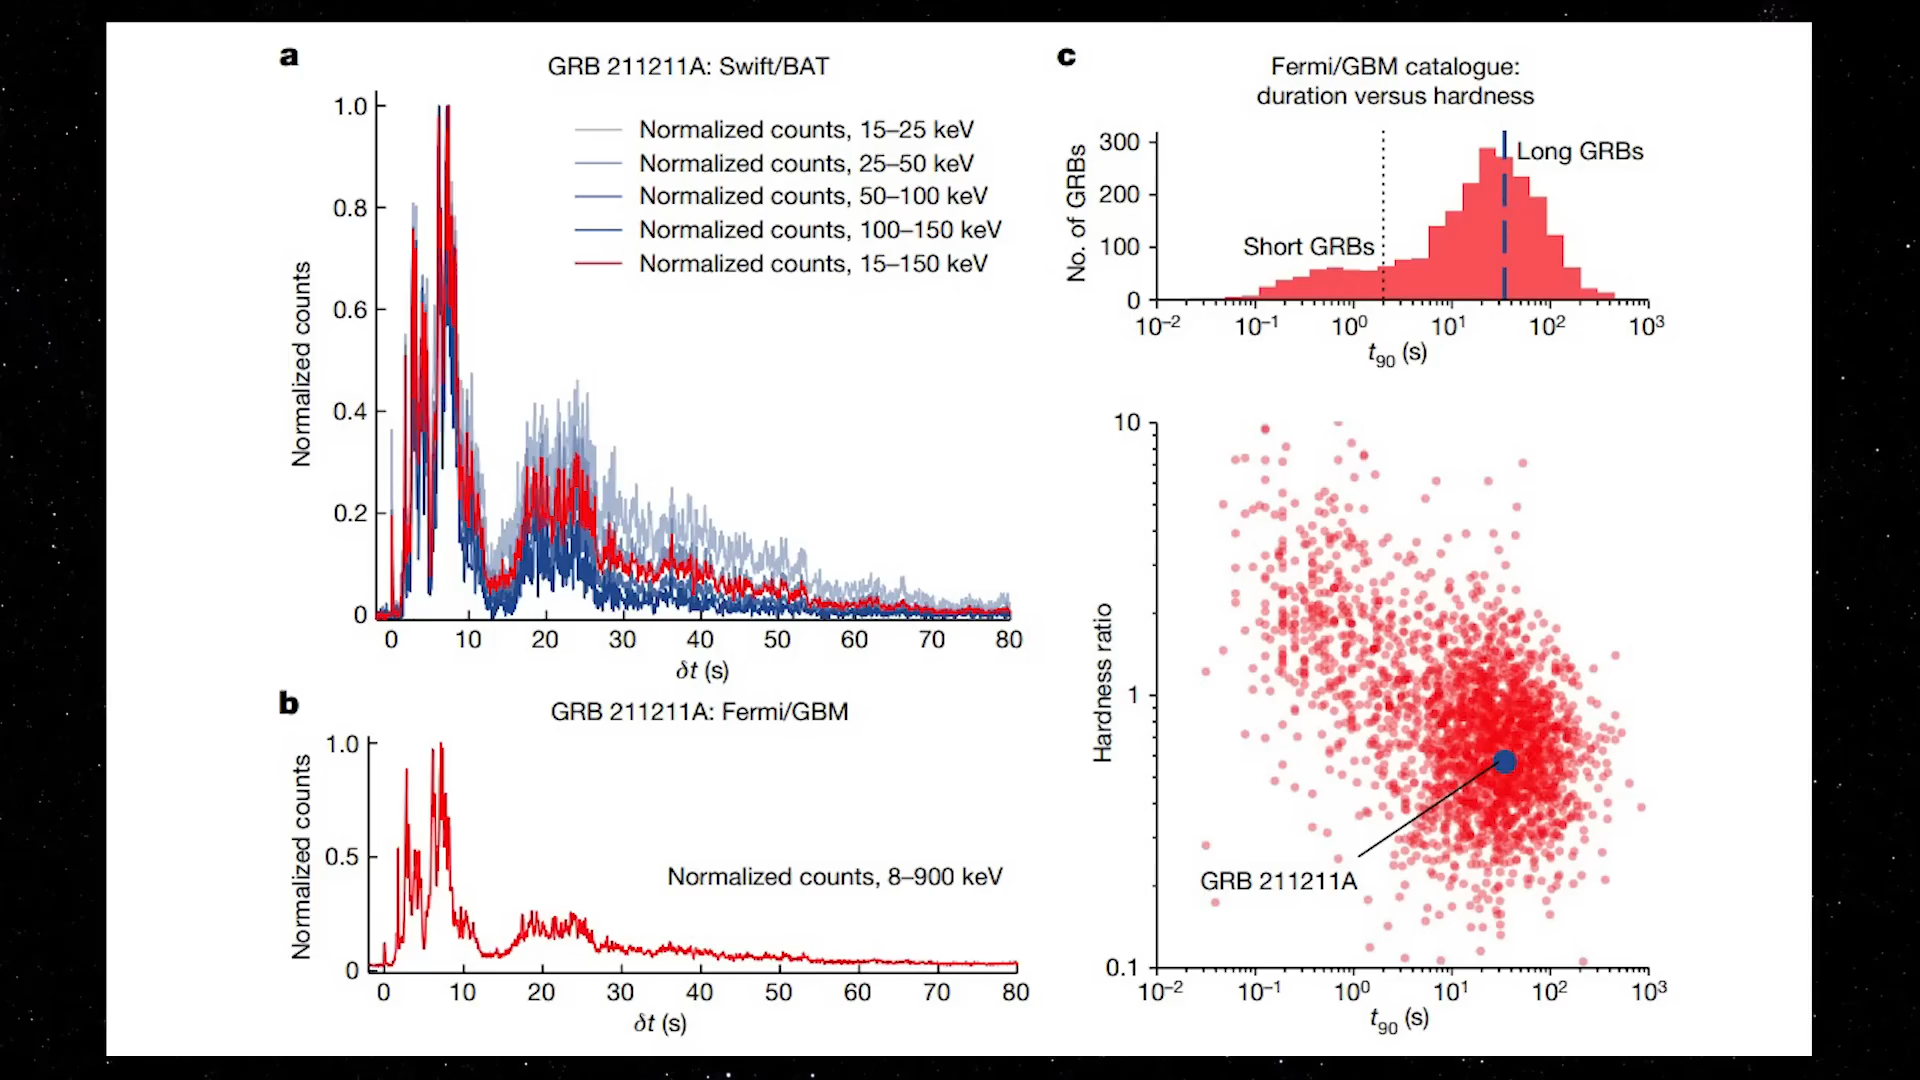 a
GRB 211211A: Swift/BAT
Normalized counts, 15–25 keV
Normalized counts, 25–50 keV
Normalized counts, 50–100 keV
Normalized counts, 100–150 keV
Normalized counts, 15–150 keV
Normalized counts
1.0
0.8
0.6
0.4
0.2
0
0 10 20 30 40 50 60 70 80
δt (s)
b
GRB 211211A: Fermi/GBM
Normalized counts, 8–900 keV
Normalized counts
1.0
0.5
0
0 10 20 30 40 50 60 70 80
δt (s)
c
Fermi/GBM catalogue:
duration versus hardness
No. of GRBs
300
200
100
0
Long GRBs
Short GRBs
10⁻² 10⁻¹ 10⁰ 10¹ 10² 10³
t₉₀ (s)
Hardness ratio
10
1
0.1
GRB 211211A
10⁻² 10⁻¹ 10⁰ 10¹ 10² 10³
t₉₀ (s)